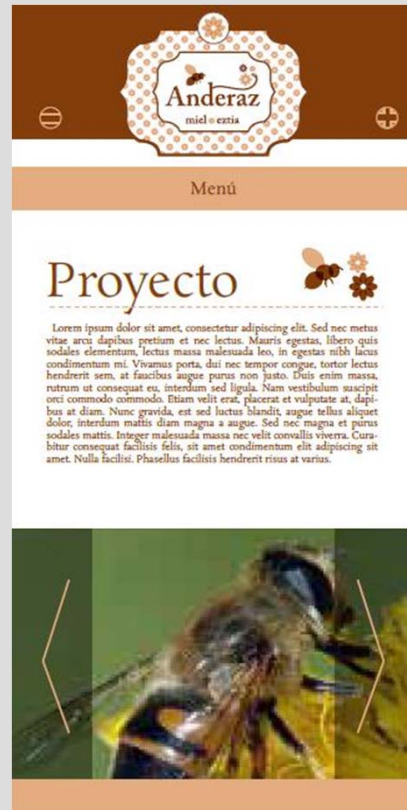 Anderaz
miel eztia
Menú
Proyecto
Lorem ipsum dolor sit amet, consectetur adipiscing elit. Sed nec metus
vitae arcu dapibus pretium et nec lectus. Mauris egestas, libero quis
sodales elementum, lectus massa malesuada leo, in egestas nibh lacus
condimentum mi. Vivamus porta, dui nec tempor congue, tortor lectus
hendrerit sem, at faucibus augue purus non justo. Duis enim massa,
rutrum ut consequat eu, interdum sed ligula. Nam vestibulum suscipit
orci commodo commodo. Etiam velit erat, placerat et vulputate at, dapi-
bus at diam. Nunc gravida, est sed luctus blandit, augue tellus aliquet
dolor, interdum mattis diam magna a augue. Sed nec magna et purus
sodales mattis. Integer malesuada massa nec velit convallis viverra. Cura-
bitur consequat facilisis felis, sit amet condimentum elit adipiscing sit
amet. Nulla facilisi. Phasellus facilisis hendrerit risus at varius.